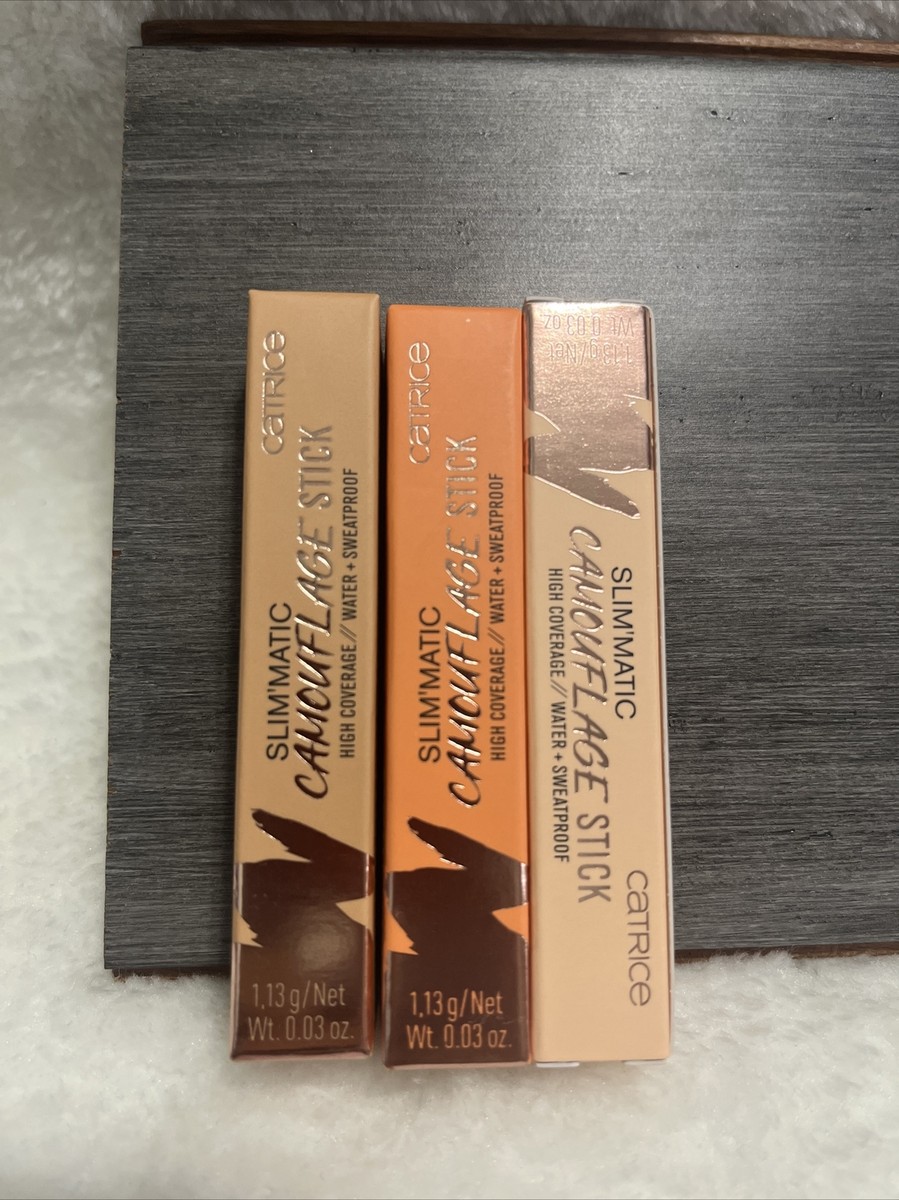 CATRICE
SLIM'MATIC
CAMOUFLAGE STICK
HIGH COVERAGE // WATER + SWEATPROOF
1,13 g/Net
Wt. 0.03 oz.
CATRICE
SLIM'MATIC
CAMOUFLAGE STICK
HIGH COVERAGE // WATER + SWEATPROOF
1,13 g/Net
Wt. 0.03 oz.
CATRICE
SLIM'MATIC
CAMOUFLAGE STICK
HIGH COVERAGE // WATER + SWEATPROOF
1,13 g/Net
Wt. 0.03 oz